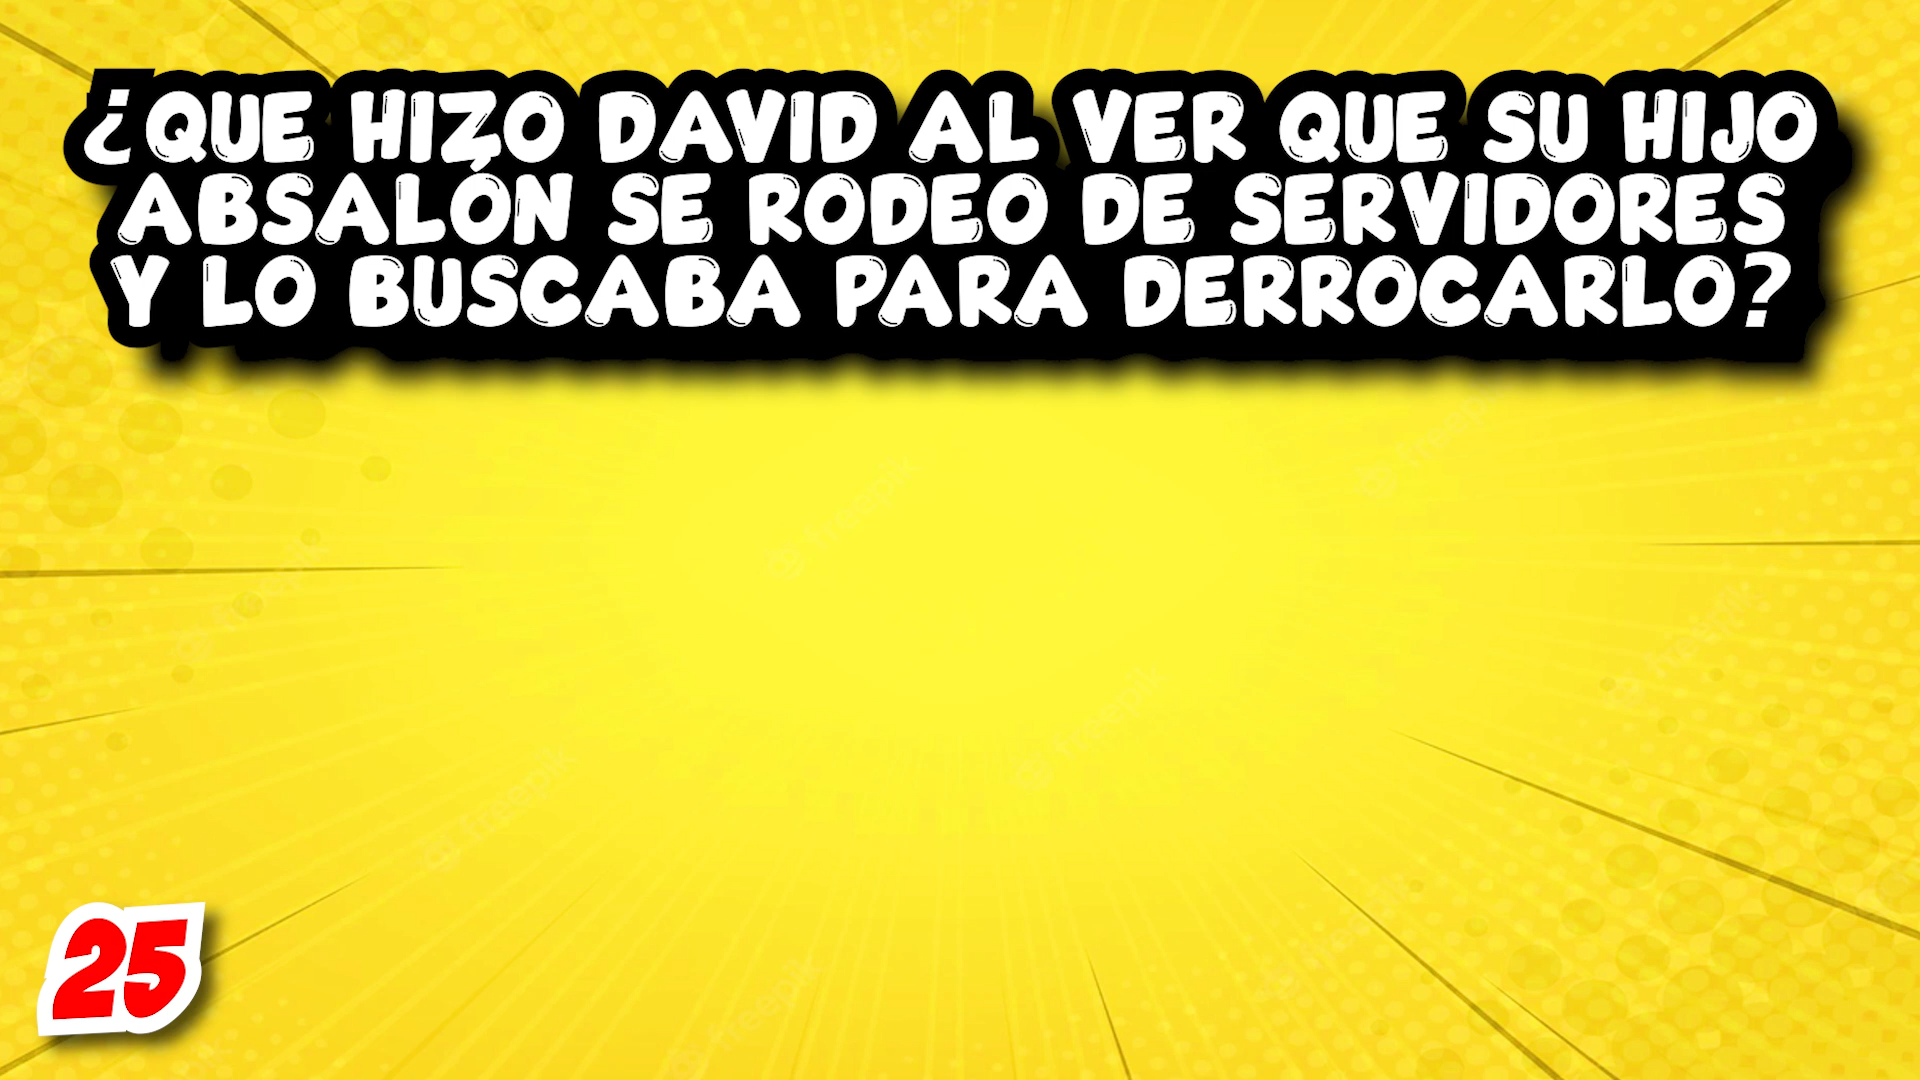 ¿QUE HIZO DAVID AL VER QUE SU HIJO
ABSALÓN SE RODEO DE SERVIDORES
Y LO BUSCABA PARA DERROCARLO?
25